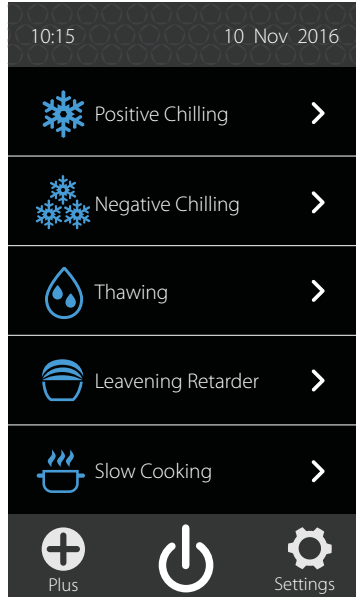 10:15 10 Nov 2016
Positive Chilling
Negative Chilling
Thawing
Leavening Retarder
Slow Cooking
Plus Settings